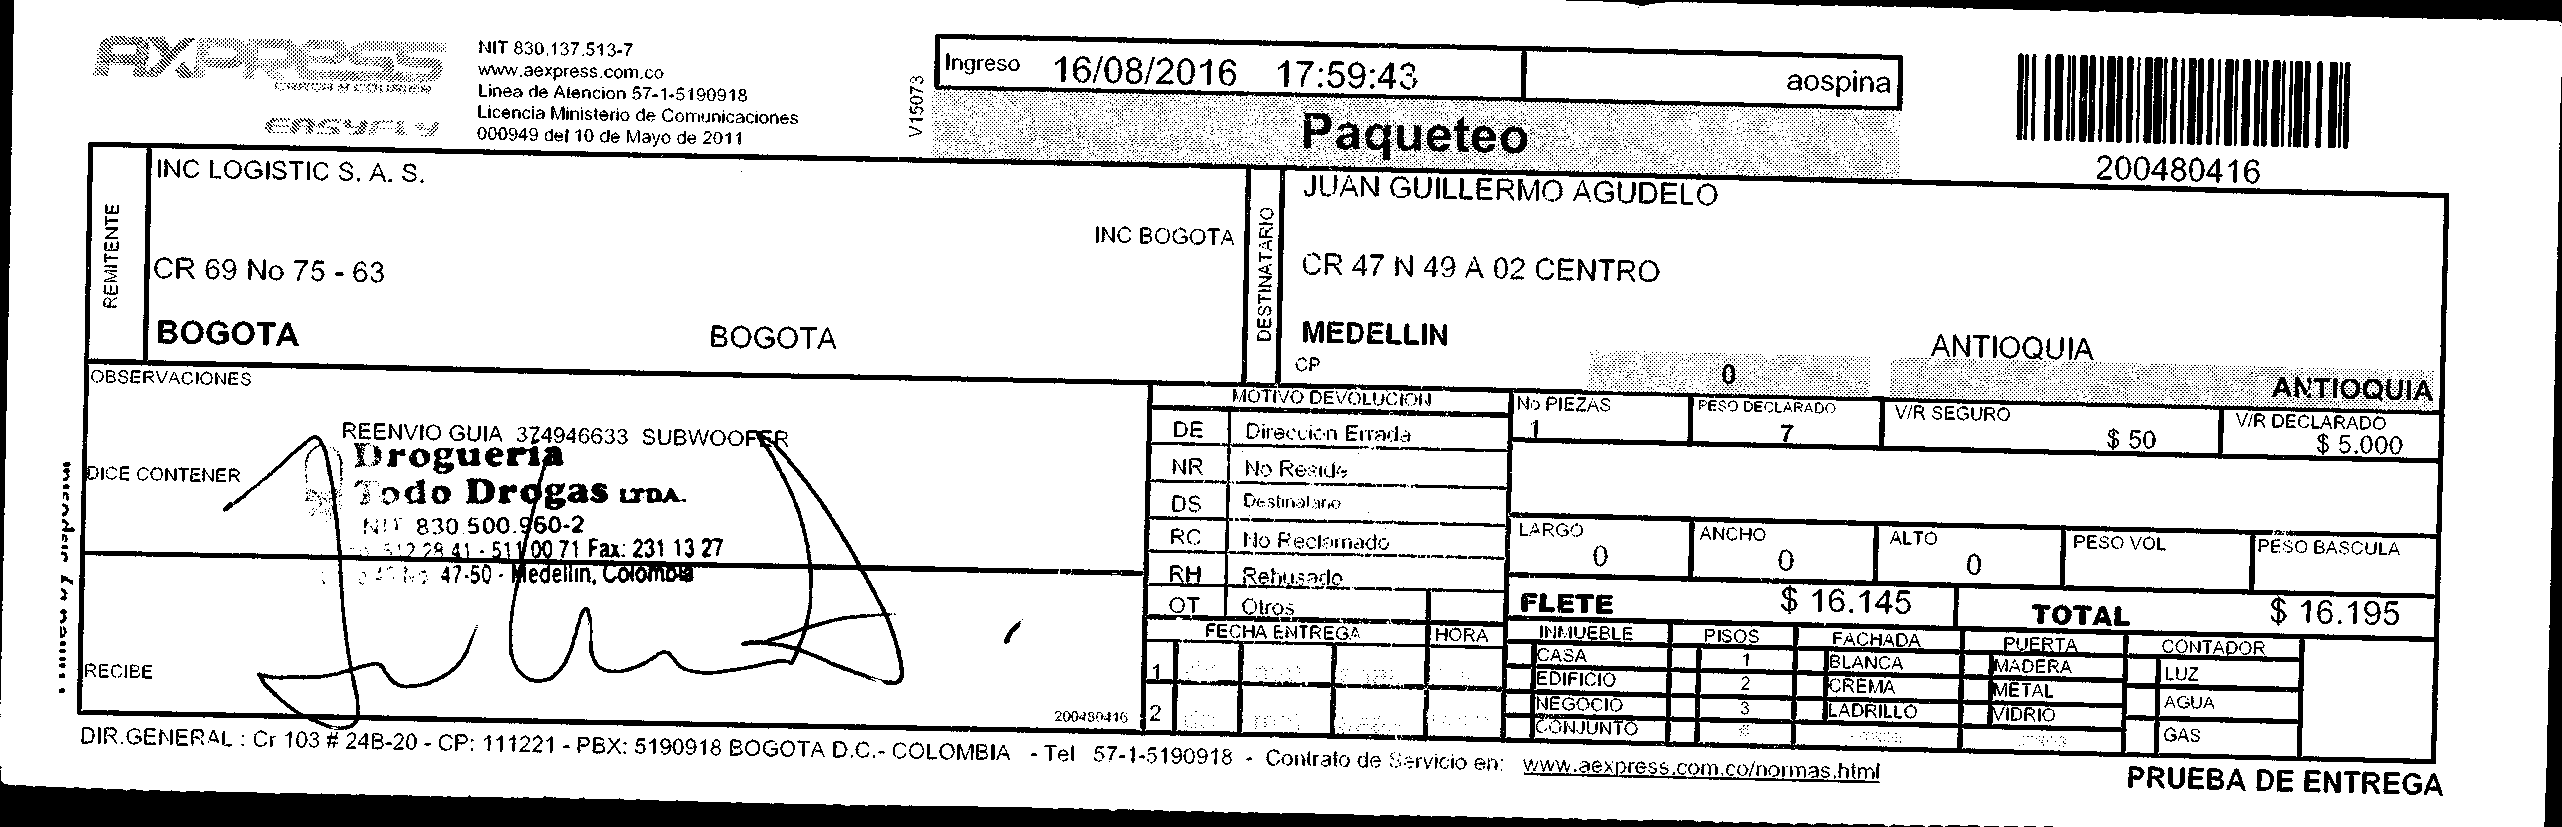 AXPRESS
EASYFLY
NIT 830.137.513-7
www.aexpress.com.co
Linea de Atencion 57-1-5190918
Licencia Ministerio de Comunicaciones
000949 del 10 de Mayo de 2011
V15073
Ingreso 16/08/2016 17:59:43 aospina
Paqueteo
200480416
REMITENTE
INC LOGISTIC S. A. S.
INC BOGOTA
CR 69 No 75 - 63
BOGOTA BOGOTA
DESTINATARIO
JUAN GUILLERMO AGUDELO
CR 47 N 49 A 02 CENTRO
MEDELLIN ANTIOQUIA
CP 0 ANTIOQUIA
OBSERVACIONES
REENVIO GUIA 374946633 SUBWOOFER
DICE CONTENER
Drogueria
Todo Drogas LTDA.
NIT 830.500.960-2
512 28 41 - 511 00 71 Fax: 231 13 27
47-50 - Medellin, Colombia
RECIBE
200480416
MOTIVO DEVOLUCION
DE Direccion Errada
NR No Reside
DS Destinatario
RC No Reclamado
RH Rehusado
OT Otros
FECHA ENTREGA HORA
1
2
No PIEZAS PESO DECLARADO V/R SEGURO V/R DECLARADO
1 7 $ 50 $ 5.000
LARGO ANCHO ALTO PESO VOL PESO BASCULA
0 0 0
FLETE $ 16.145 TOTAL $ 16.195
INMUEBLE PISOS FACHADA PUERTA CONTADOR
CASA 1 BLANCA MADERA LUZ
EDIFICIO 2 CREMA METAL
NEGOCIO 3 LADRILLO VIDRIO AGUA
CONJUNTO GAS
DIR.GENERAL : Cr 103 # 24B-20 - CP: 111221 - PBX: 5190918 BOGOTA D.C.- COLOMBIA - Tel 57-1-5190918 - Contrato de Servicio en: www.aexpress.com.co/normas.html
PRUEBA DE ENTREGA